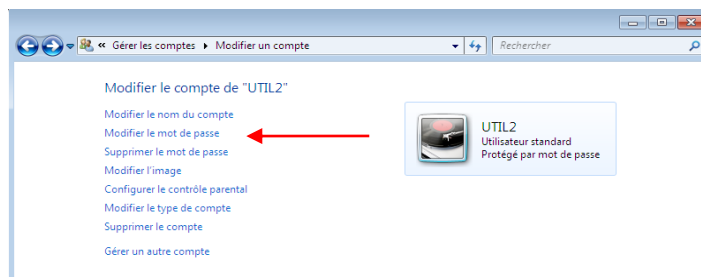 « Gérer les comptes ▸ Modifier un compte
Rechercher
Modifier le compte de "UTIL2"
Modifier le nom du compte
Modifier le mot de passe
Supprimer le mot de passe
Modifier l'image
Configurer le contrôle parental
Modifier le type de compte
Supprimer le compte
Gérer un autre compte
UTIL2
Utilisateur standard
Protégé par mot de passe